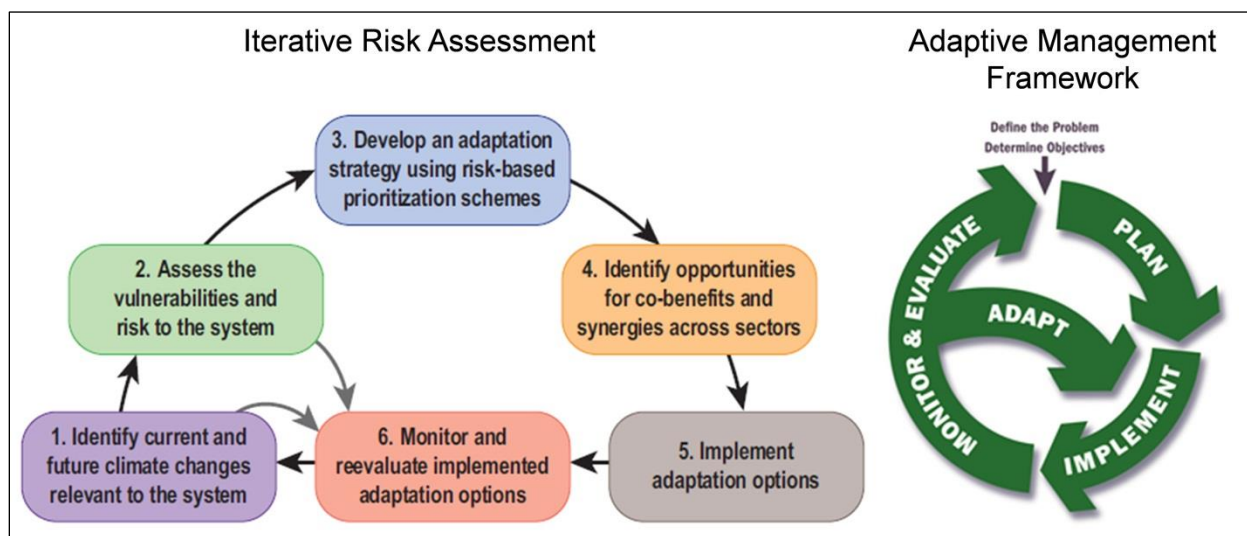 Iterative Risk Assessment
Adaptive Management
Framework
3. Develop an adaptation
strategy using risk-based
prioritization schemes
2. Assess the
vulnerabilities and
risk to the system
4. Identify opportunities
for co-benefits and
synergies across sectors
1. Identify current and
future climate changes
relevant to the system
6. Monitor and
reevaluate implemented
adaptation options
5. Implement
adaptation options
Define the Problem
Determine Objectives
PLAN
ADAPT
IMPLEMENT
MONITOR & EVALUATE